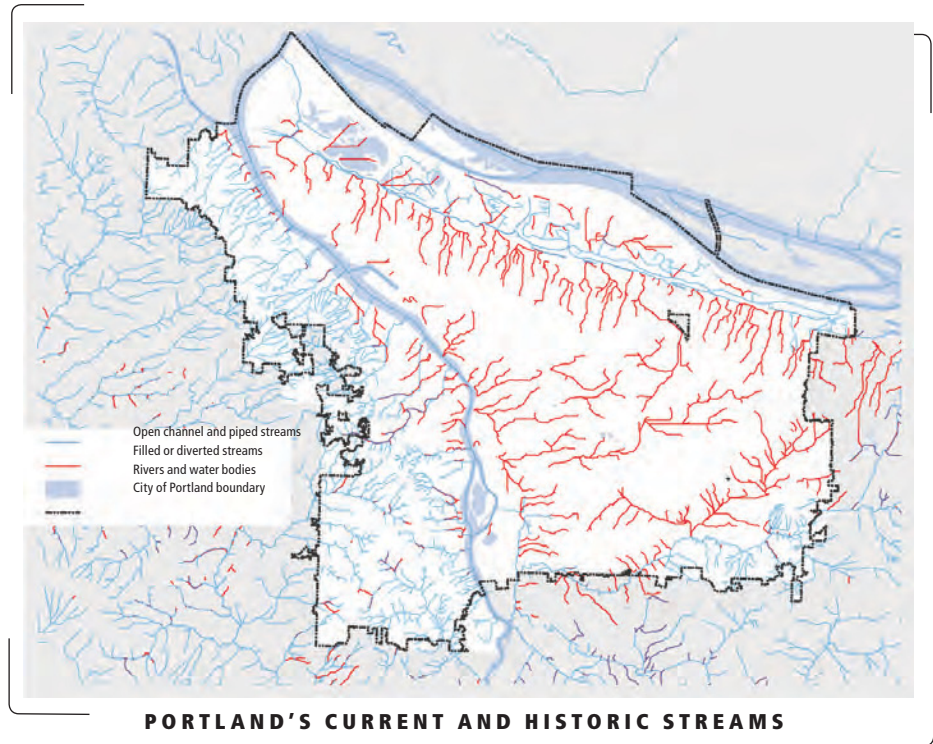 Open channel and piped streams
Filled or diverted streams
Rivers and water bodies
City of Portland boundary
PORTLAND'S CURRENT AND HISTORIC STREAMS